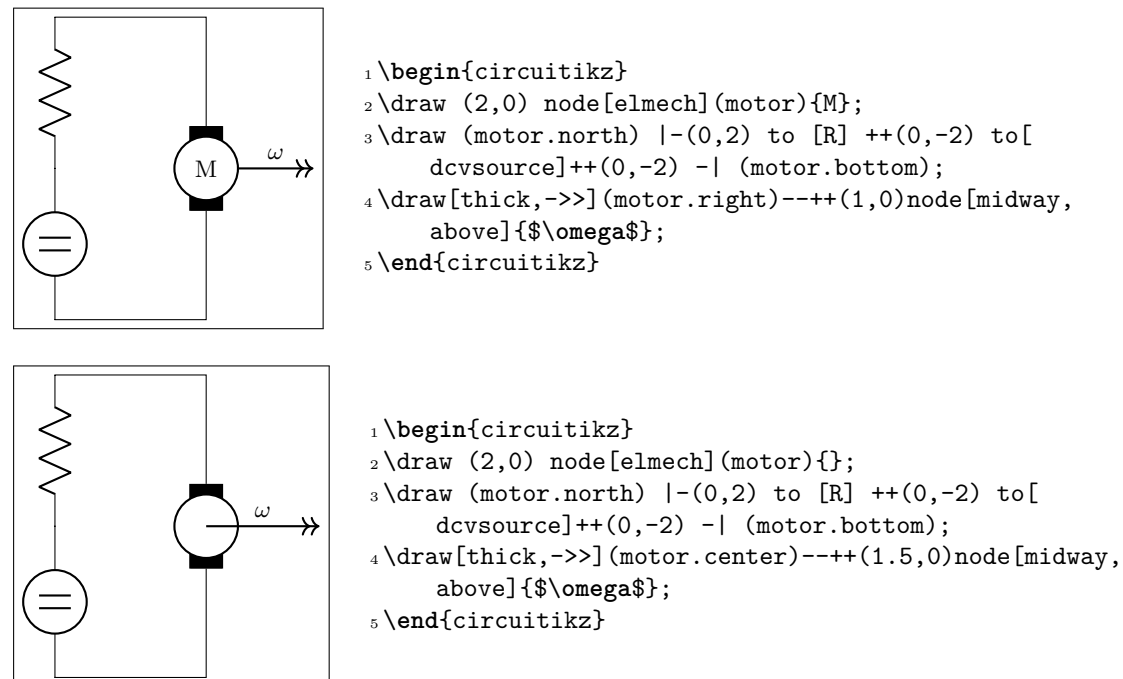 M
ω
1 \begin{circuitikz}
2 \draw (2,0) node[elmech](motor){M};
3 \draw (motor.north) |-(0,2) to [R] ++(0,-2) to[
dcvsource]++(0,-2) -| (motor.bottom);
4 \draw[thick,->>](motor.right)--++(1,0)node[midway,
above]{$\omega$};
5 \end{circuitikz}
ω
1 \begin{circuitikz}
2 \draw (2,0) node[elmech](motor){};
3 \draw (motor.north) |-(0,2) to [R] ++(0,-2) to[
dcvsource]++(0,-2) -| (motor.bottom);
4 \draw[thick,->>](motor.center)--++(1.5,0)node[midway,
above]{$\omega$};
5 \end{circuitikz}